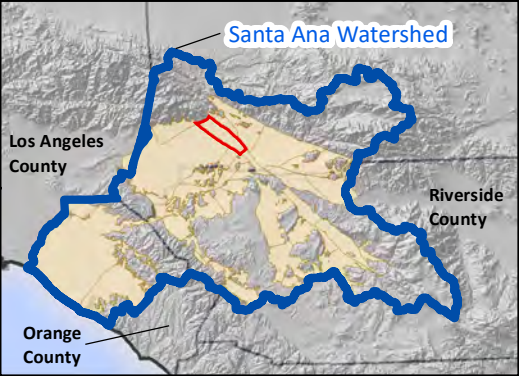 Santa Ana Watershed
Los Angeles
County
Riverside
County
Orange
County